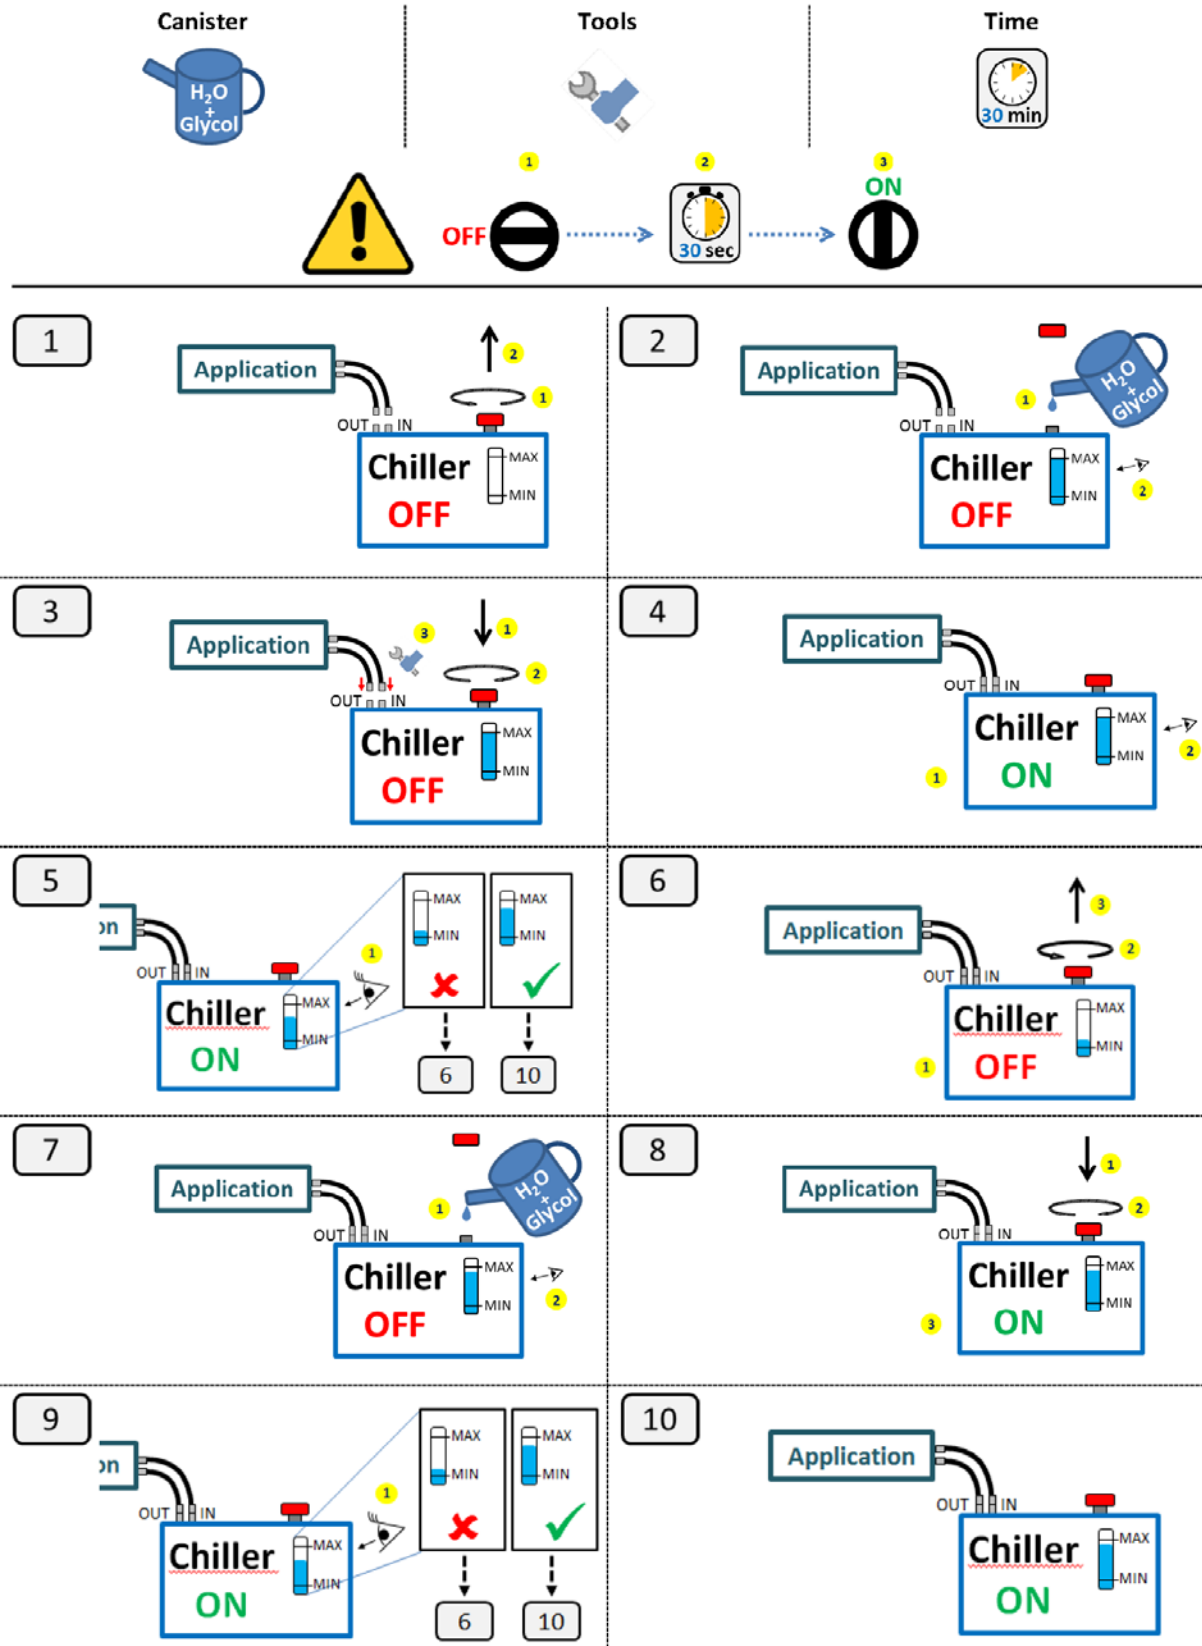 Canister Tools Time
H₂O
+
Glycol
30 min
1 2 3
ON
OFF
30 sec
1
Application
2
1
OUT IN
Chiller
MAX
MIN
OFF
2
Application
H₂O
+
Glycol
1
OUT IN
Chiller
MAX
MIN
2
OFF
3
Application
3
1
2
OUT IN
Chiller
MAX
MIN
OFF
4
Application
OUT IN
Chiller
MAX
MIN
2
1
ON
5
on
1
OUT IN
Chiller
MAX
MIN
ON
MAX
MIN
MAX
MIN
6
10
6
Application
3
2
OUT IN
Chiller
MAX
MIN
1
OFF
7
Application
H₂O
+
Glycol
1
OUT IN
Chiller
MAX
MIN
2
OFF
8
Application
1
2
OUT IN
Chiller
MAX
MIN
3
ON
9
on
1
OUT IN
Chiller
MAX
MIN
ON
MAX
MIN
MAX
MIN
6
10
10
Application
OUT IN
Chiller
MAX
MIN
ON